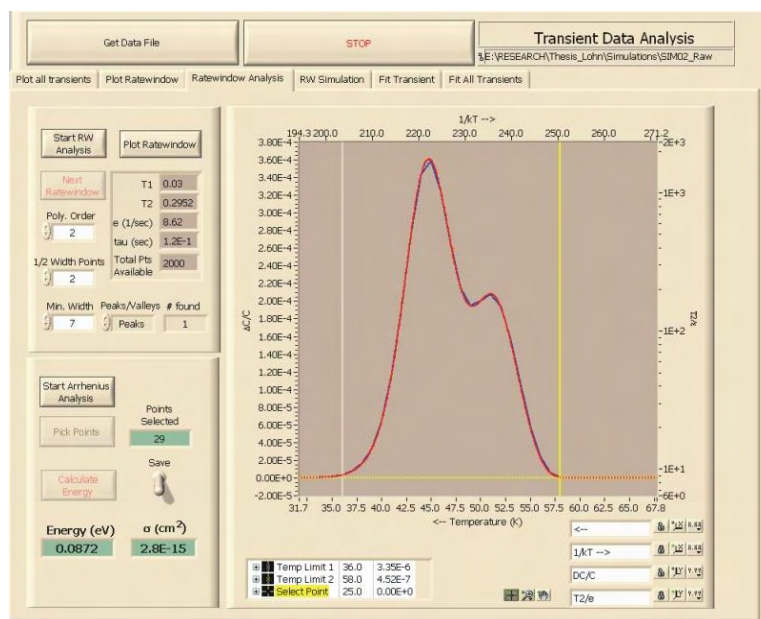 Get Data File
STOP
Transient Data Analysis
E:\RESEARCH\Thesis_Lohn\Simulations\SIM02_Raw
Plot all transients
Plot Ratewindow
Ratewindow Analysis
RW Simulation
Fit Transient
Fit All Transients
Start RW
Analysis
Plot Ratewindow
Next
Ratewindow
T1 0.03
T2 0.2952
e (1/sec) 8.62
tau (sec) 1.2E-1
Total Pts
Available
2000
Poly. Order
2
1/2 Width Points
2
Min. Width
7
Peaks/Valleys
Peaks
# found
1
Start Arrhenius
Analysis
Pick Points
Points
Selected
29
Calculate
Energy
Save
Energy (eV)
0.0872
σ (cm²)
2.8E-15
1/kT -->
194.3 200.0 210.0 220.0 230.0 240.0 250.0 260.0 271.2
3.80E-4
3.60E-4
3.40E-4
3.20E-4
3.00E-4
2.80E-4
2.60E-4
2.40E-4
2.20E-4
2.00E-4
1.80E-4
1.60E-4
1.40E-4
1.20E-4
1.00E-4
8.00E-5
6.00E-5
4.00E-5
2.00E-5
0.00E+0
-2.00E-5
ΔC/C
2E+3
1E+3
1E+2
1E+1
6E+0
T2/e
31.7 35.0 37.5 40.0 42.5 45.0 47.5 50.0 52.5 55.0 57.5 60.0 62.5 65.0 67.8
<-- Temperature (K)
Temp Limit 1 36.0 3.35E-6
Temp Limit 2 58.0 4.52E-7
Select Point 25.0 0.00E+0
<--
1/kT -->
DC/C
T2/e